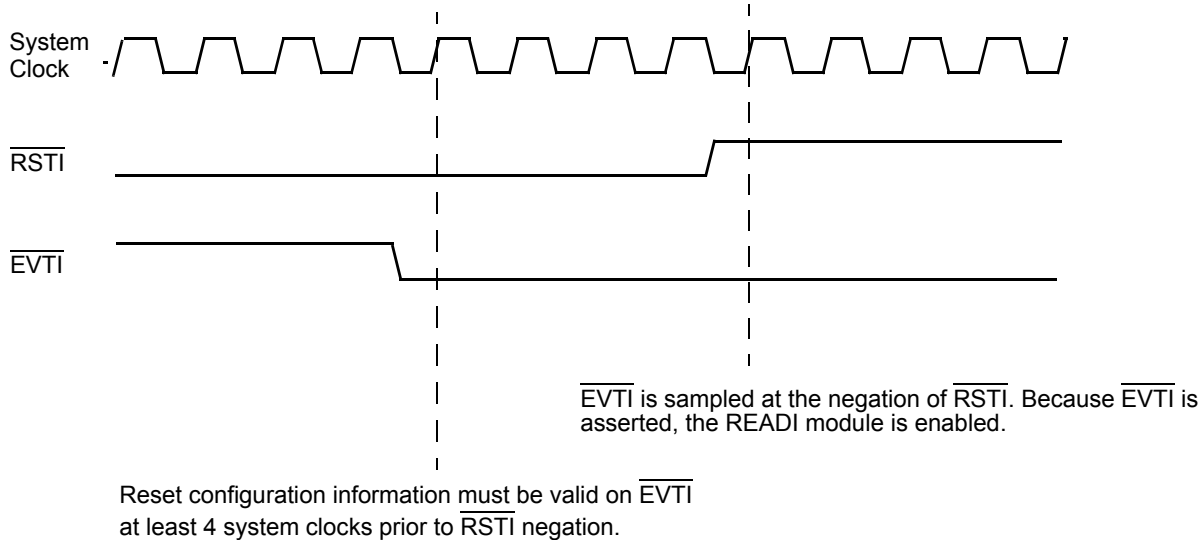 System
Clock
RSTI
EVTI
EVTI is sampled at the negation of RSTI. Because EVTI is
asserted, the READI module is enabled.
Reset configuration information must be valid on EVTI
at least 4 system clocks prior to RSTI negation.